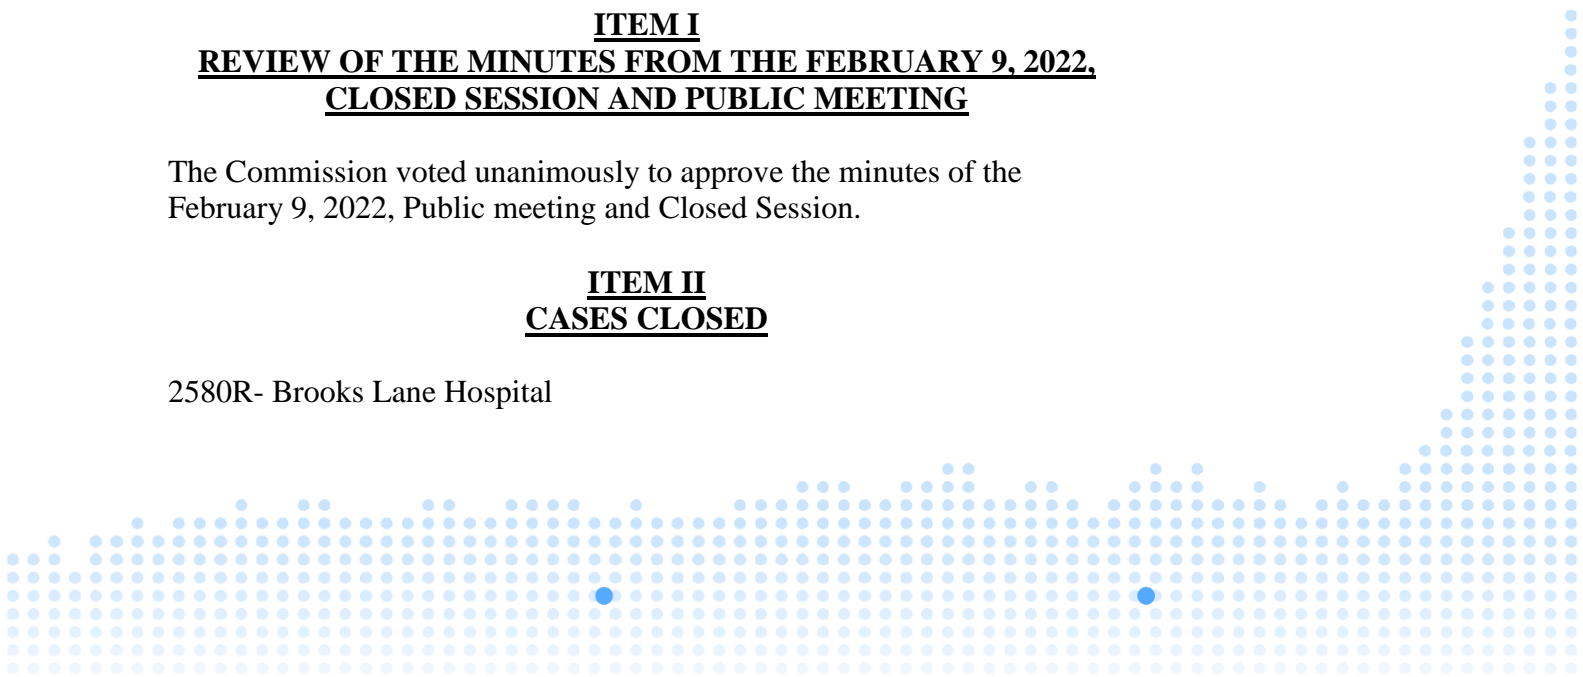 ITEM I
REVIEW OF THE MINUTES FROM THE FEBRUARY 9, 2022,
CLOSED SESSION AND PUBLIC MEETING
The Commission voted unanimously to approve the minutes of the
February 9, 2022, Public meeting and Closed Session.
ITEM II
CASES CLOSED
2580R- Brooks Lane Hospital